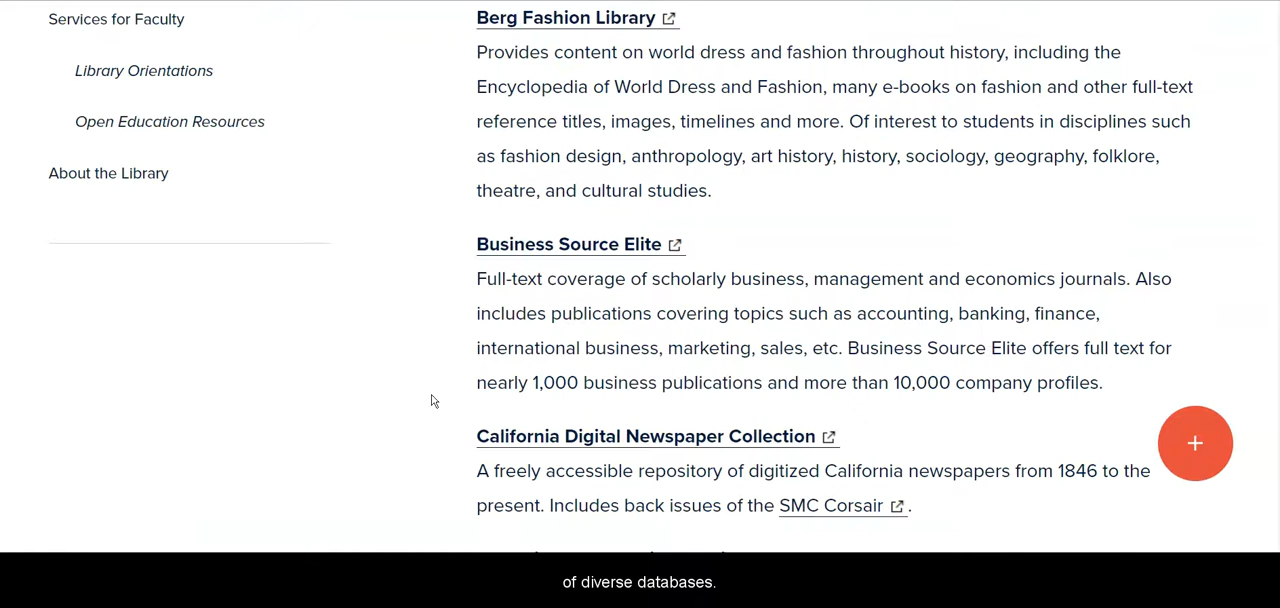 Services for Faculty
Library Orientations
Open Education Resources
About the Library
Berg Fashion Library
Provides content on world dress and fashion throughout history, including the
Encyclopedia of World Dress and Fashion, many e-books on fashion and other full-text
reference titles, images, timelines and more. Of interest to students in disciplines such
as fashion design, anthropology, art history, history, sociology, geography, folklore,
theatre, and cultural studies.
Business Source Elite
Full-text coverage of scholarly business, management and economics journals. Also
includes publications covering topics such as accounting, banking, finance,
international business, marketing, sales, etc. Business Source Elite offers full text for
nearly 1,000 business publications and more than 10,000 company profiles.
California Digital Newspaper Collection
A freely accessible repository of digitized California newspapers from 1846 to the
present. Includes back issues of the SMC Corsair.
+
of diverse databases.